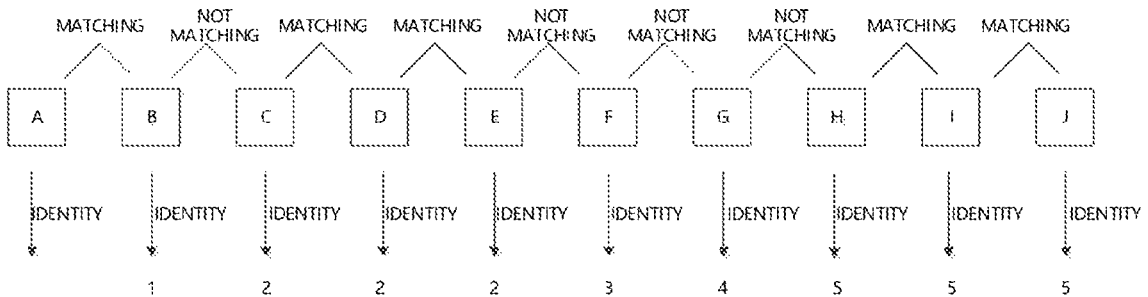 MATCHING NOT MATCHING MATCHING MATCHING NOT MATCHING NOT MATCHING NOT MATCHING MATCHING MATCHING
A B C D E F G H I J
IDENTITY IDENTITY IDENTITY IDENTITY IDENTITY IDENTITY IDENTITY IDENTITY IDENTITY IDENTITY
1 2 2 2 3 4 5 5 5